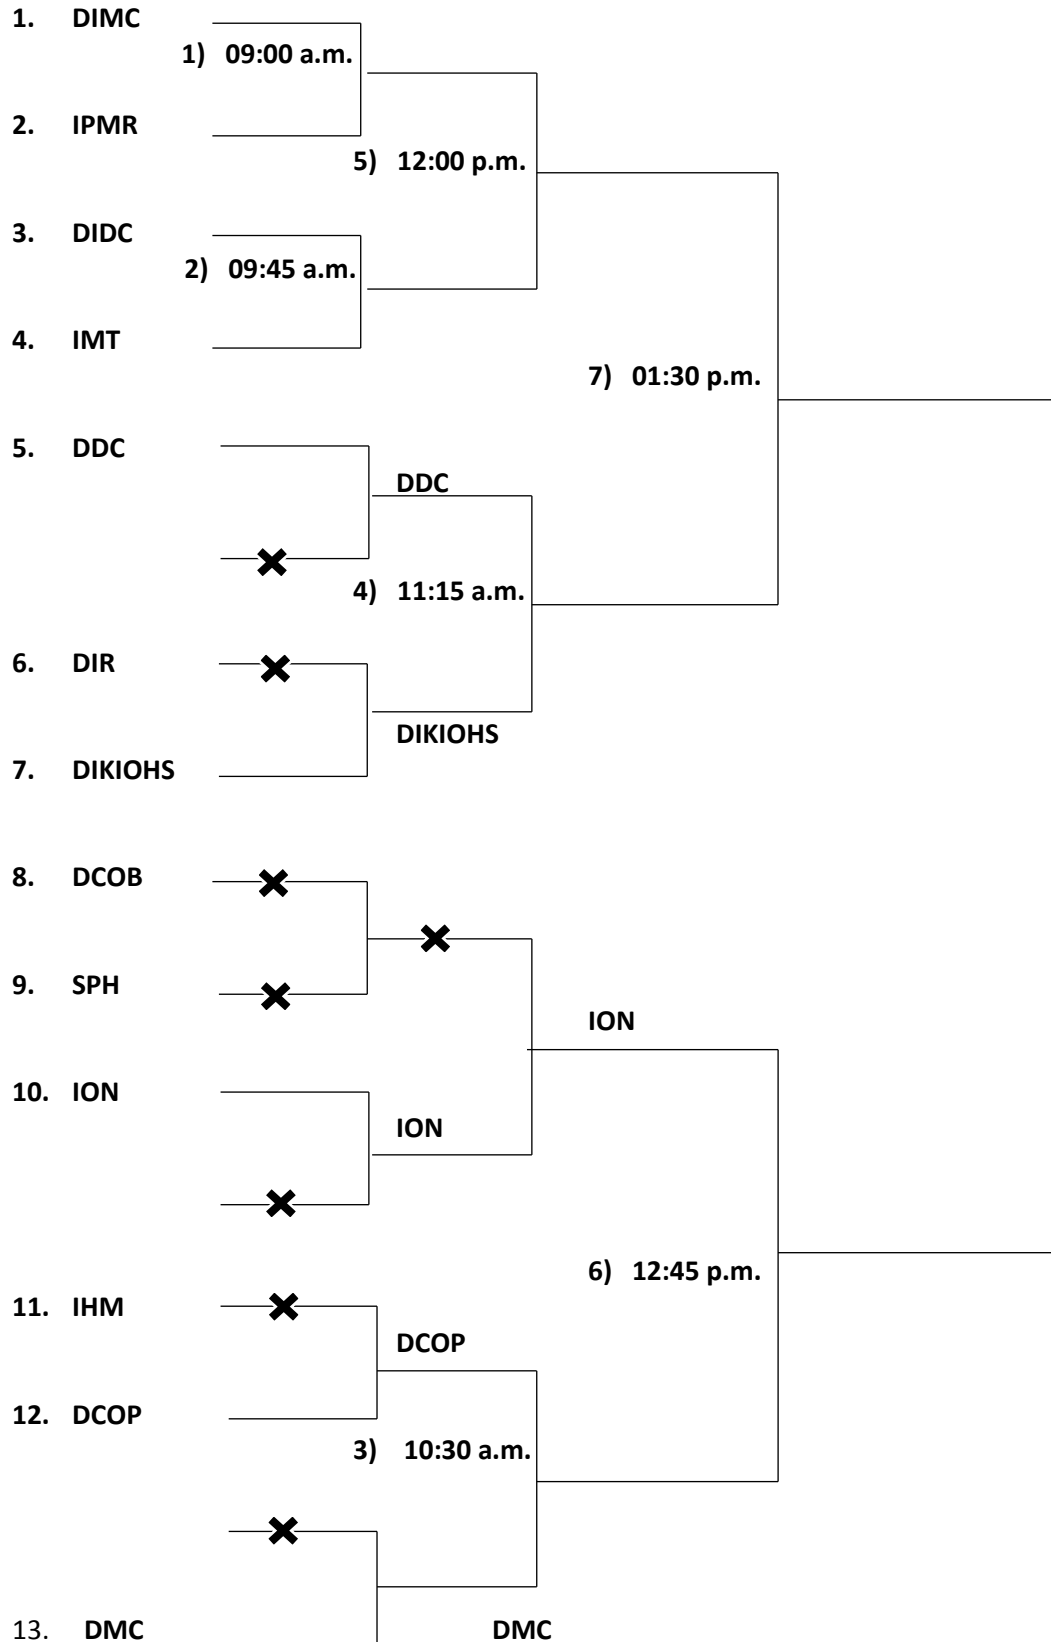 1. DIMC
1) 09:00 a.m.
2. IPMR
5) 12:00 p.m.
3. DIDC
2) 09:45 a.m.
4. IMT
7) 01:30 p.m.
5. DDC
DDC
4) 11:15 a.m.
6. DIR
DIKIOHS
7. DIKIOHS
8. DCOB
9. SPH
ION
10. ION
ION
6) 12:45 p.m.
11. IHM
DCOP
12. DCOP
3) 10:30 a.m.
13. DMC DMC